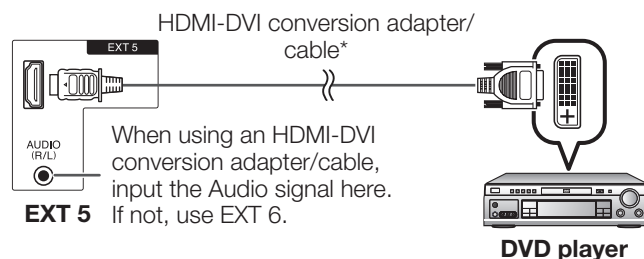 HDMI-DVI conversion adapter/
cable*
EXT 5
AUDIO
(R/L)
When using an HDMI-DVI
conversion adapter/cable,
input the Audio signal here.
If not, use EXT 6.
EXT 5
DVD player